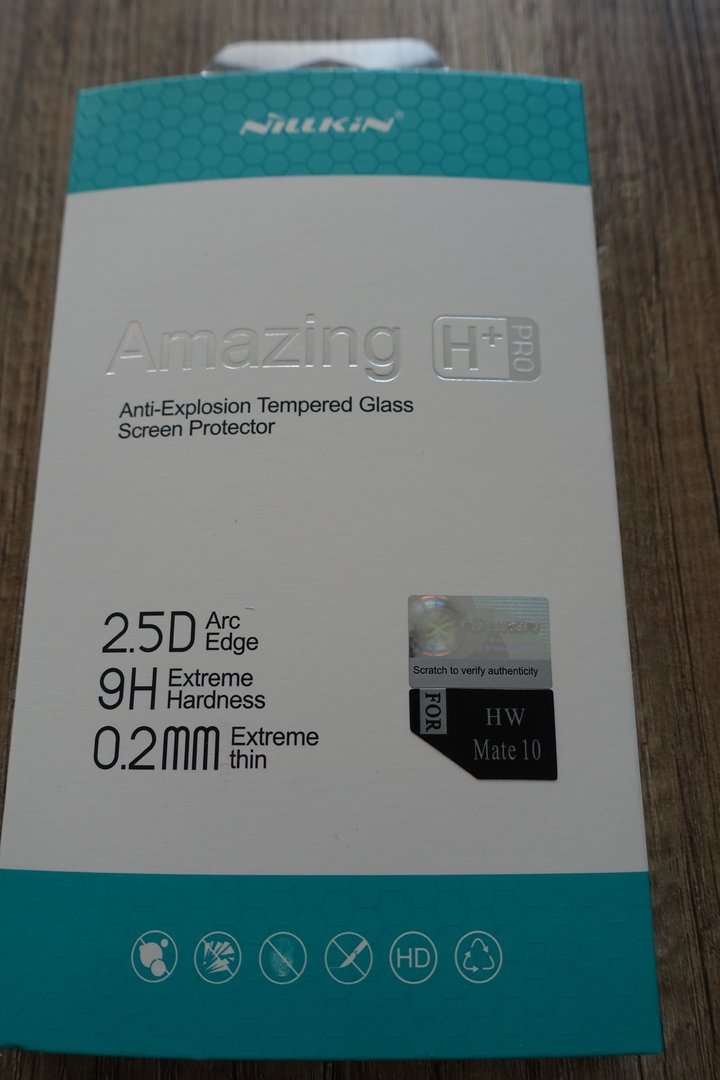 NILLKIN®
Amazing H+ PRO
Anti-Explosion Tempered Glass
Screen Protector
2.5D Arc
Edge
9H Extreme
Hardness
0.2mm Extreme
thin
Scratch to verify authenticity
FOR
HW
Mate 10
HD